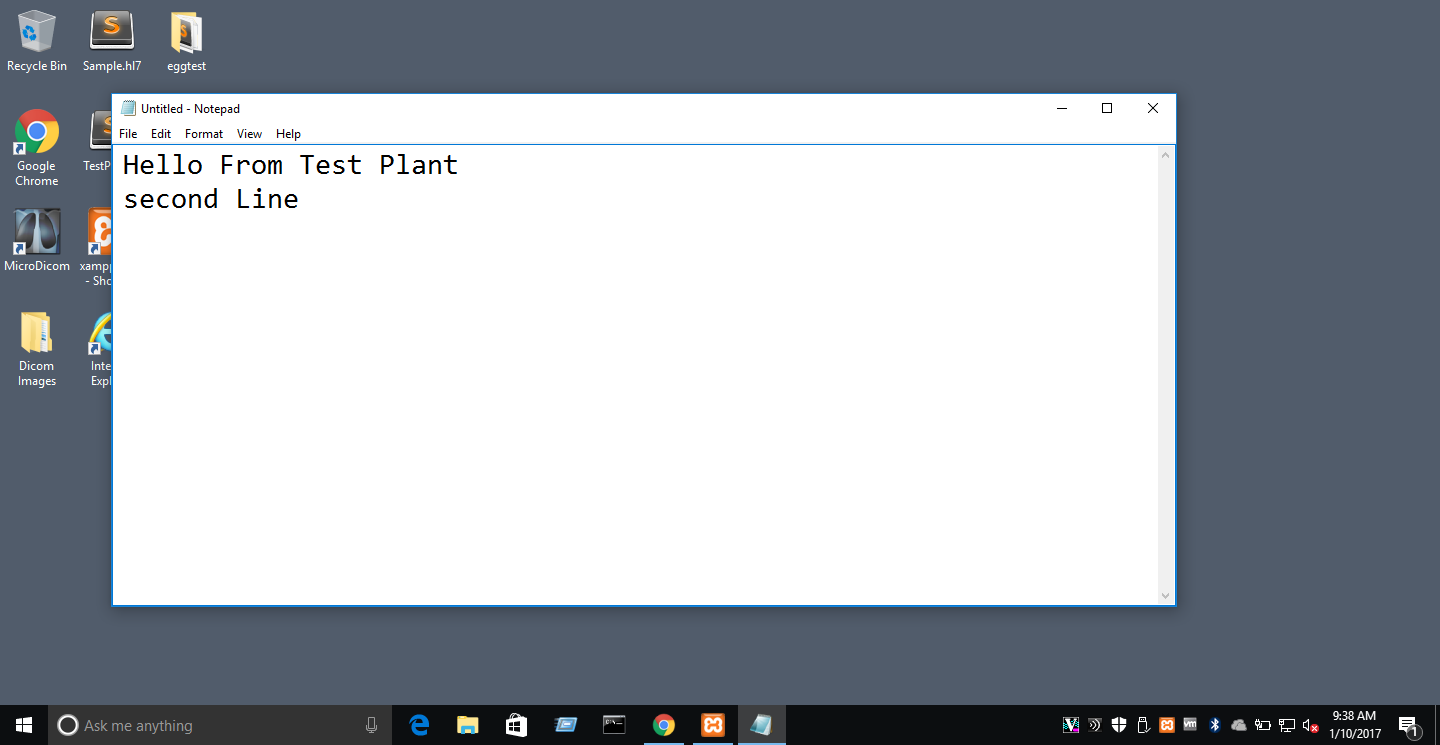 Recycle Bin
Sample.hl7
eggtest
Untitled - Notepad
File Edit Format View Help
Hello From Test Plant
second Line
Google
Chrome
TestP
MicroDicom
xampp
- Sho
Dicom
Images
Inte
Expl
Ask me anything
9:38 AM
1/10/2017
1